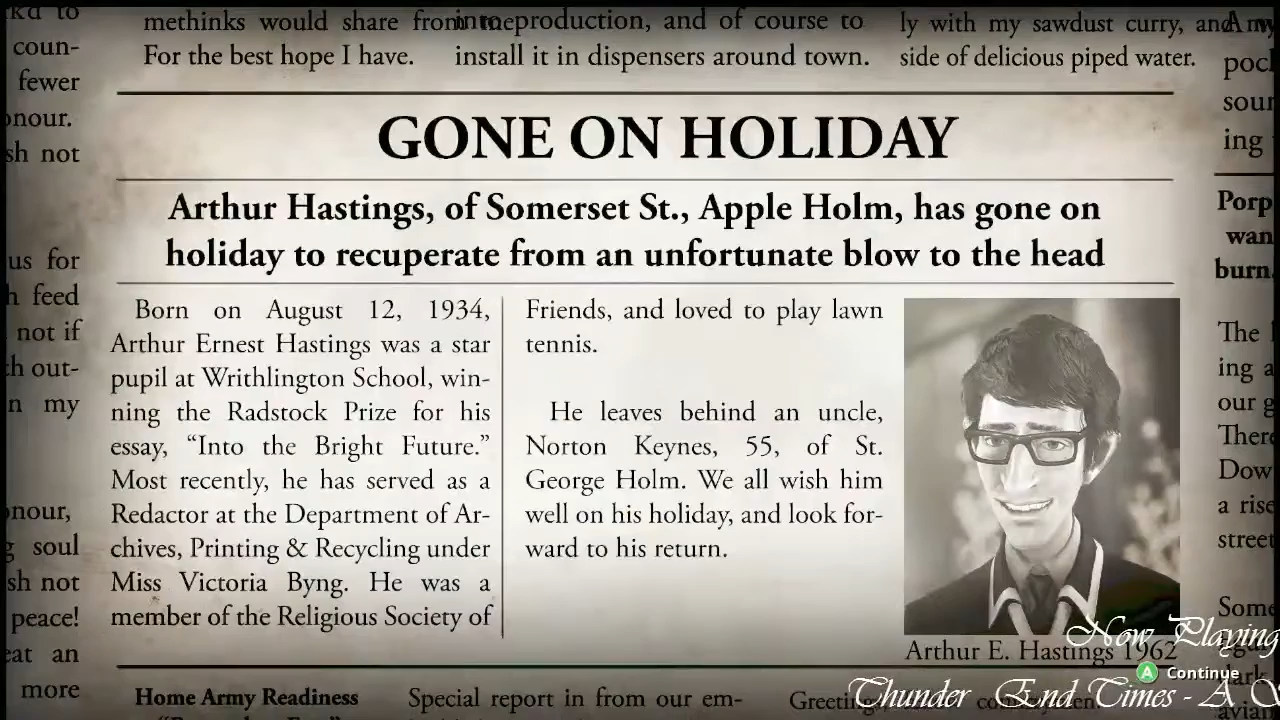 rkd to
coun-
fewer
onour.
sh not
us for
h feed
not if
h out-
n my
onour,
g soul
sh not
peace!
eat an
more
methinks would share from me
For the best hope I have.
into production, and of course to
install it in dispensers around town.
ly with my sawdust curry, and my
side of delicious piped water.
GONE ON HOLIDAY
Arthur Hastings, of Somerset St., Apple Holm, has gone on
holiday to recuperate from an unfortunate blow to the head
Born on August 12, 1934,
Arthur Ernest Hastings was a star
pupil at Writhlington School, win-
ning the Radstock Prize for his
essay, “Into the Bright Future.”
Most recently, he has served as a
Redactor at the Department of Ar-
chives, Printing & Recycling under
Miss Victoria Byng. He was a
member of the Religious Society of
Friends, and loved to play lawn
tennis.
He leaves behind an uncle,
Norton Keynes, 55, of St.
George Holm. We all wish him
well on his holiday, and look for-
ward to his return.
Arthur E. Hastings 1962
Home Army Readiness
Special report in from our em-
Greetings,
Porp
wan
burn.
The
ing a
our g
There
Dow
a rise
street
Some
Now Playing
Continue
Thunder End Times - A S